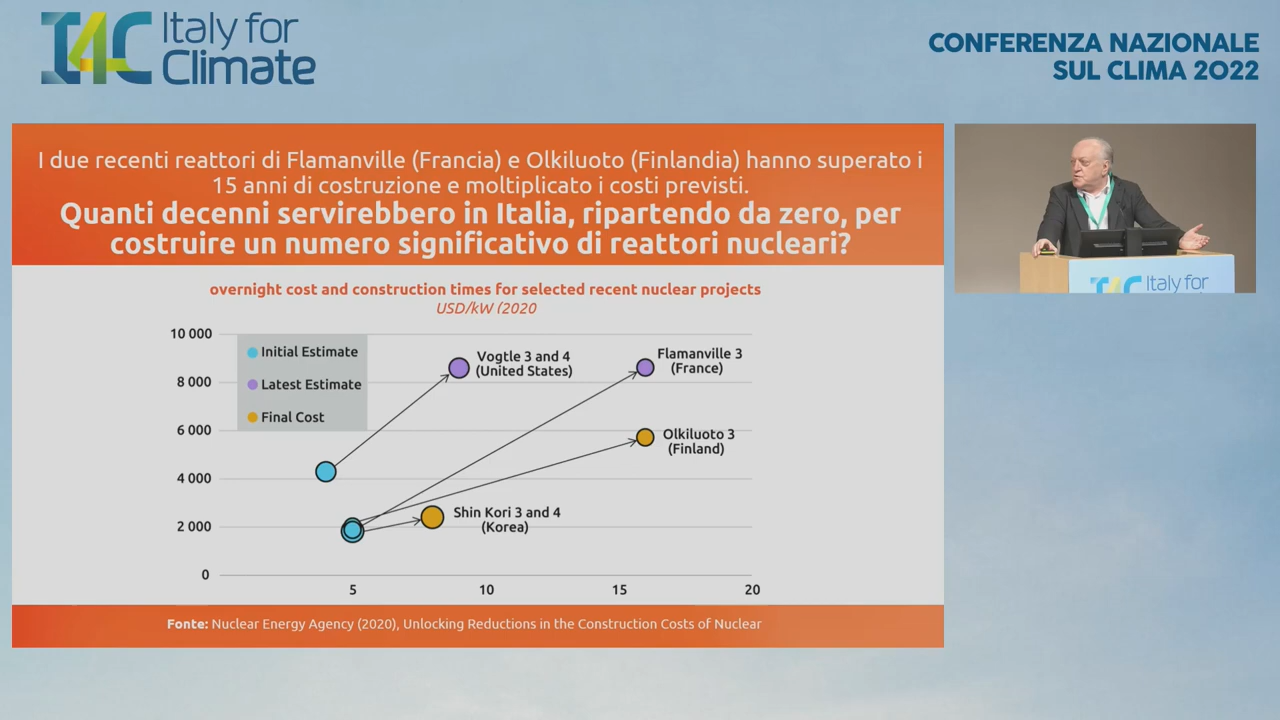 I4C Italy for
Climate
CONFERENZA NAZIONALE
SUL CLIMA 2022
I due recenti reattori di Flamanville (Francia) e Olkiluoto (Finlandia) hanno superato i
15 anni di costruzione e moltiplicato i costi previsti.
Quanti decenni servirebbero in Italia, ripartendo da zero, per
costruire un numero significativo di reattori nucleari?
overnight cost and construction times for selected recent nuclear projects
USD/kW (2020
10 000
8 000
6 000
4 000
2 000
0
Initial Estimate
Latest Estimate
Final Cost
Vogtle 3 and 4
(United States)
Flamanville 3
(France)
Olkiluoto 3
(Finland)
Shin Kori 3 and 4
(Korea)
5
10
15
20
Fonte: Nuclear Energy Agency (2020), Unlocking Reductions in the Construction Costs of Nuclear
I4C Italy for